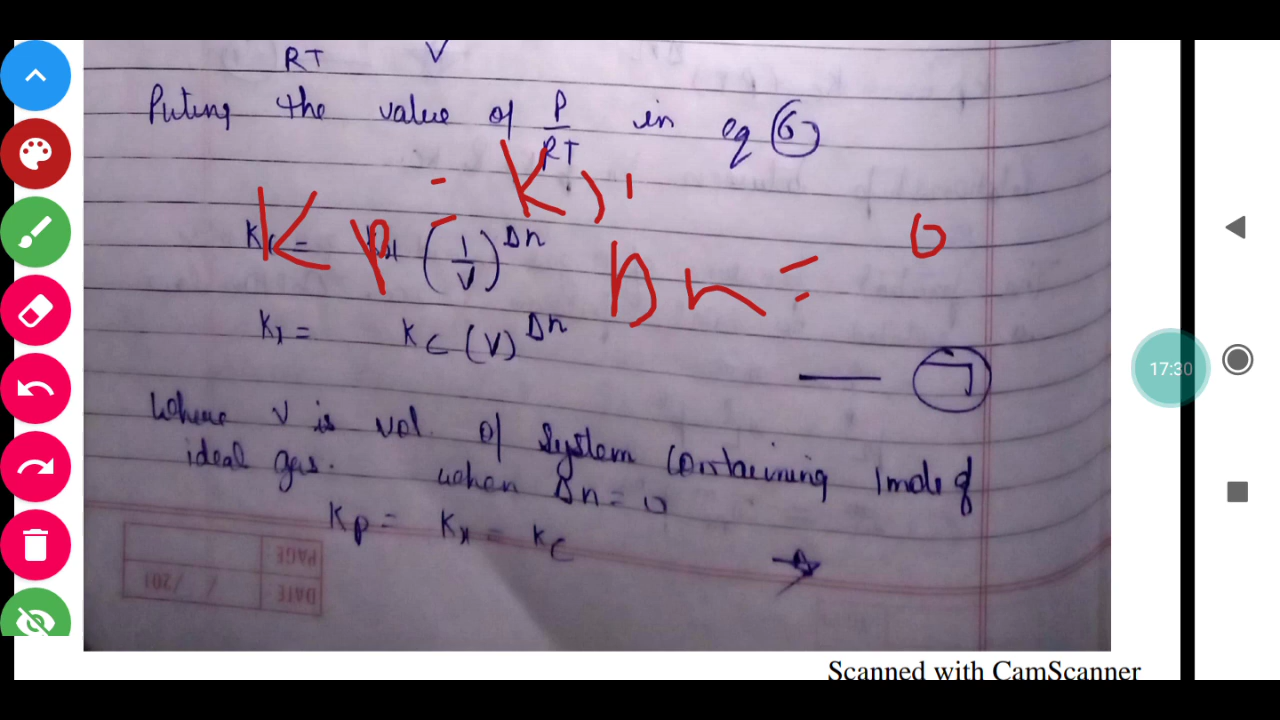 RT V
Puting the value of P/RT in eq 6
K = Kx
Kp =
(1/V)^Δn
Δn = 0
Kx = Kc (V)^Δn
7
17:30
where V is vol. of system containing 1 mole of
ideal gas. when Δn = 0
Kp = Kx = Kc
PAGE
DATE / /201
Scanned with CamScanner